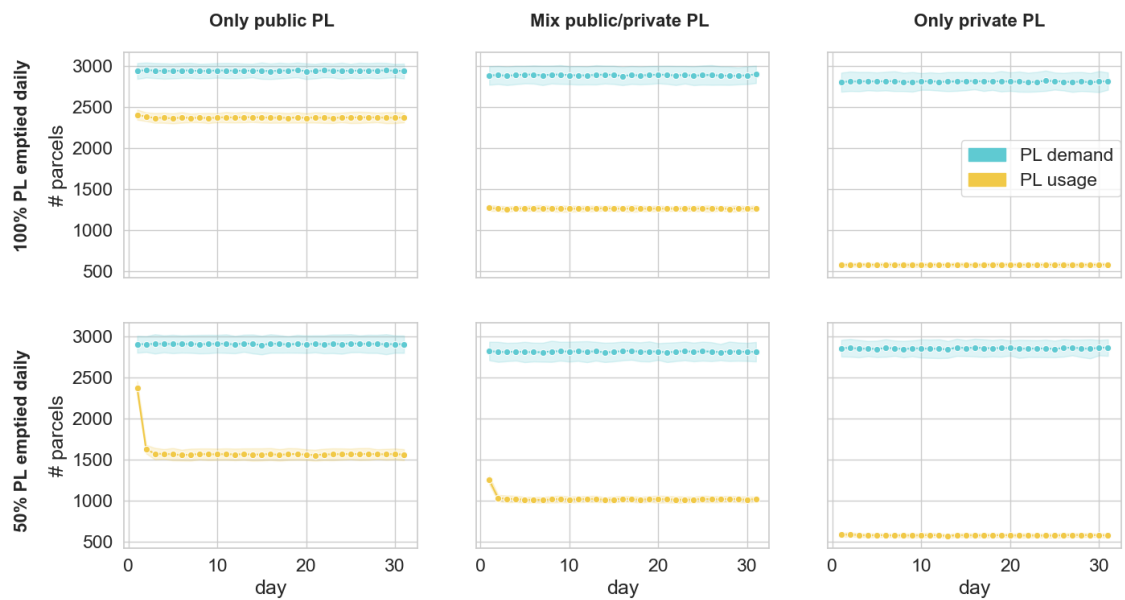 Only public PL
Mix public/private PL
Only private PL
100% PL emptied daily
# parcels
3000
2500
2000
1500
1000
500
PL demand
PL usage
50% PL emptied daily
# parcels
3000
2500
2000
1500
1000
500
0 10 20 30
0 10 20 30
0 10 20 30
day
day
day